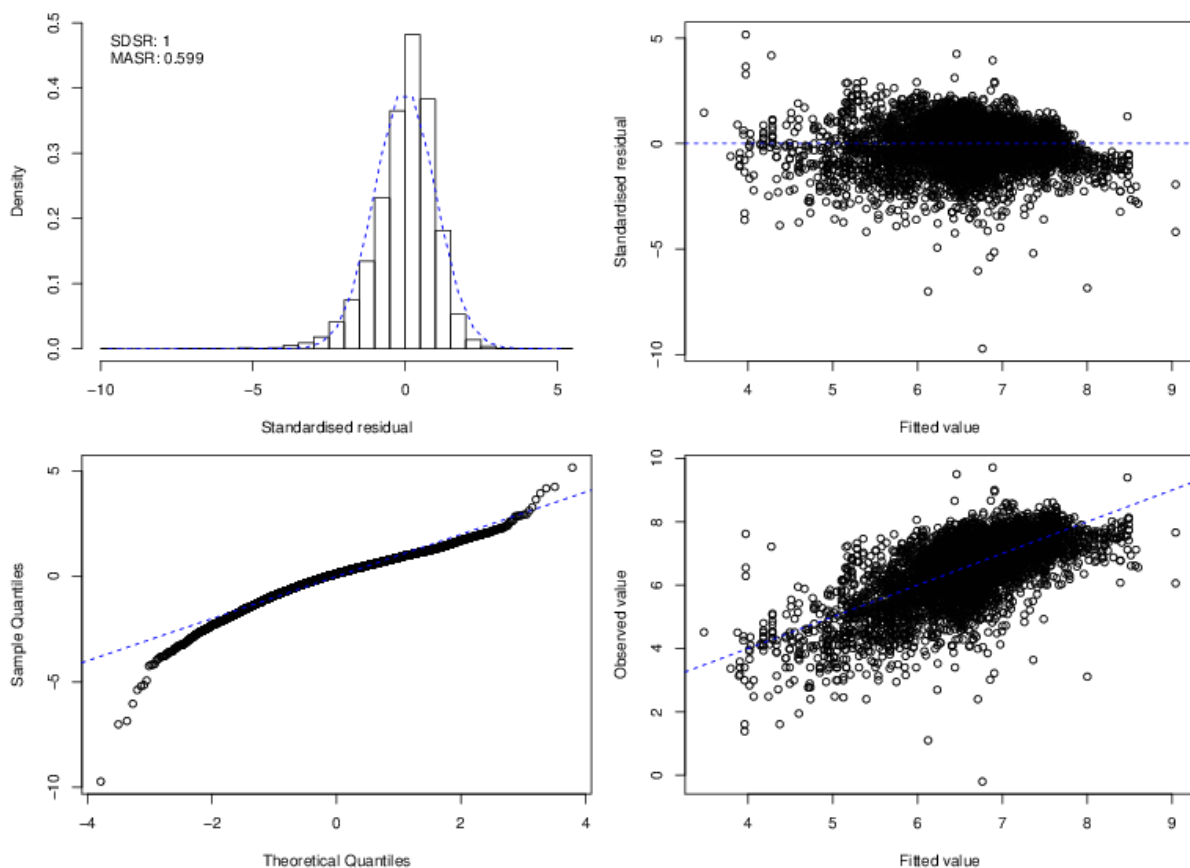 SDSR: 1
MASR: 0.599
Density
0.0 0.1 0.2 0.3 0.4 0.5
−10 −5 0 5
Standardised residual
Standardised residual
−10 −5 0 5
4 5 6 7 8 9
Fitted value
Sample Quantiles
−10 −5 0 5
−4 −2 0 2 4
Theoretical Quantiles
Observed value
0 2 4 6 8 10
4 5 6 7 8 9
Fitted value